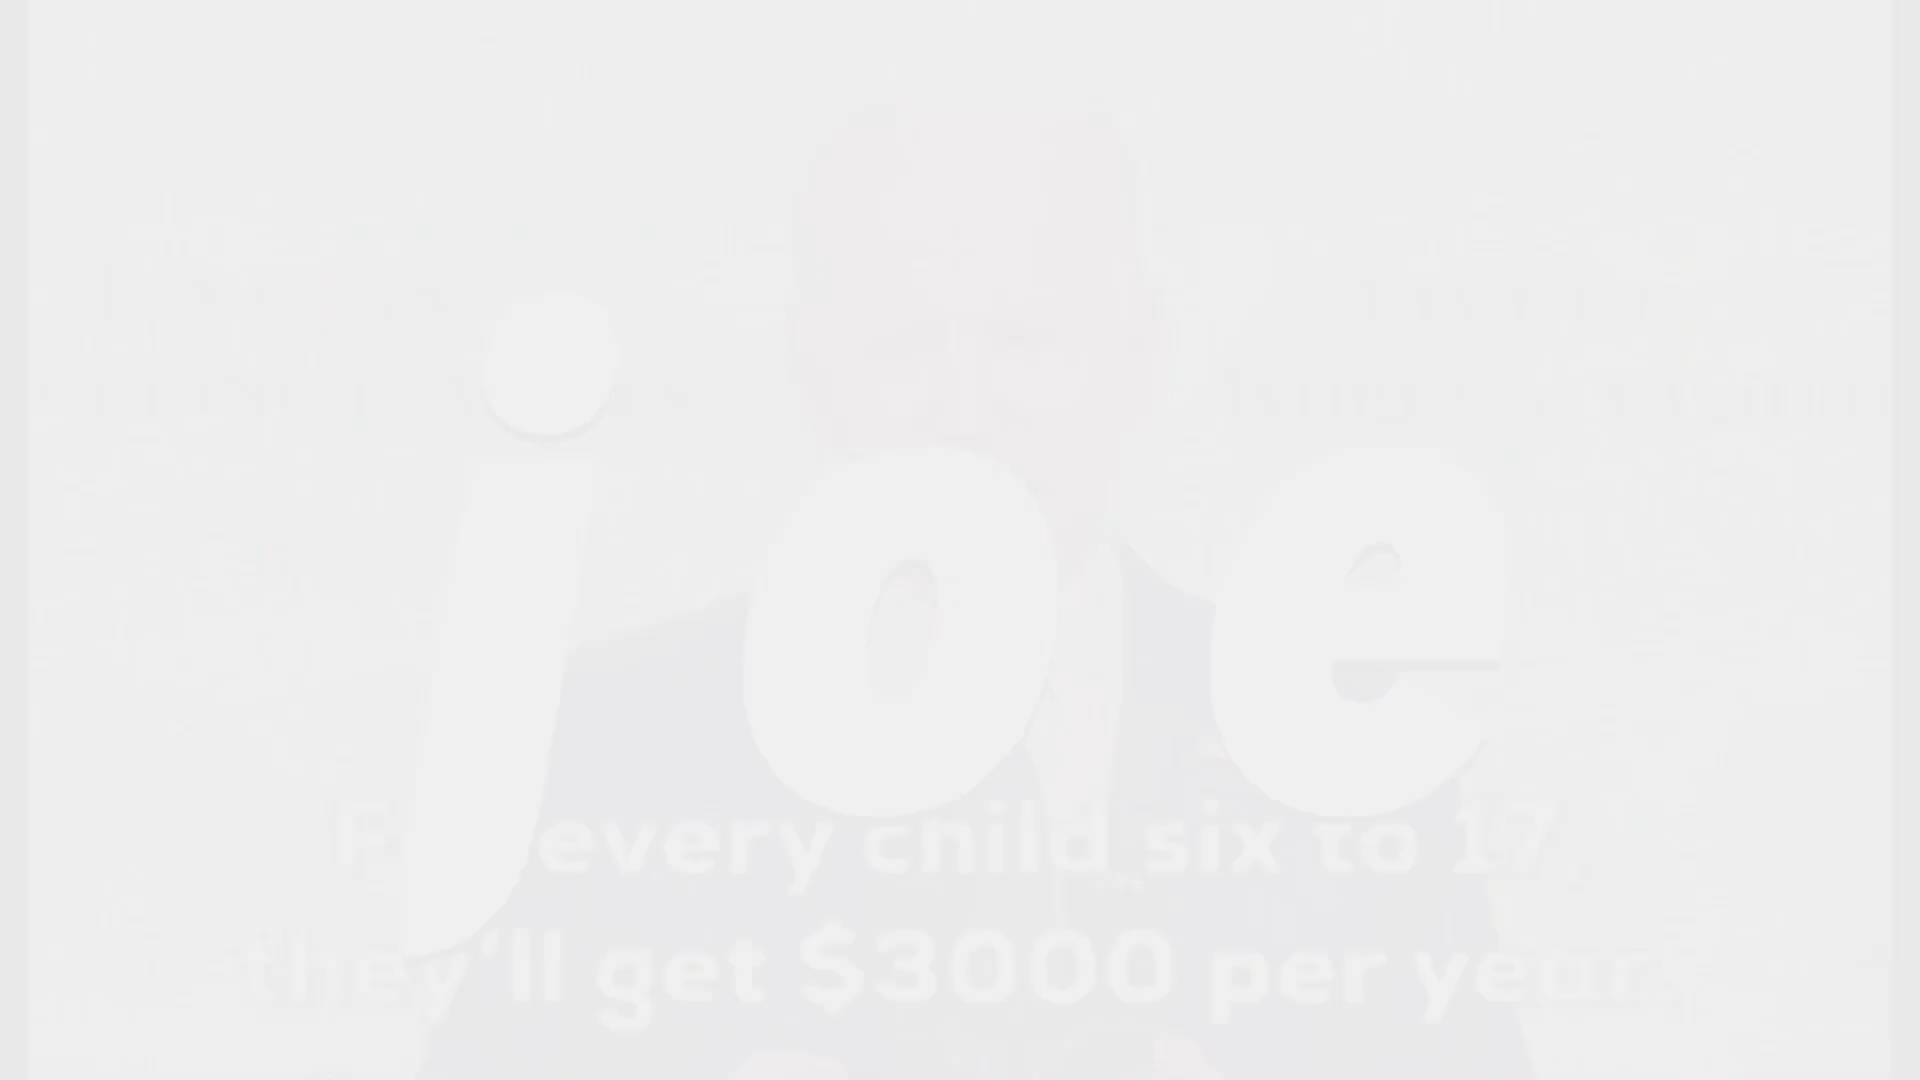 joe
every child six to 17
they'll get $3000 per year